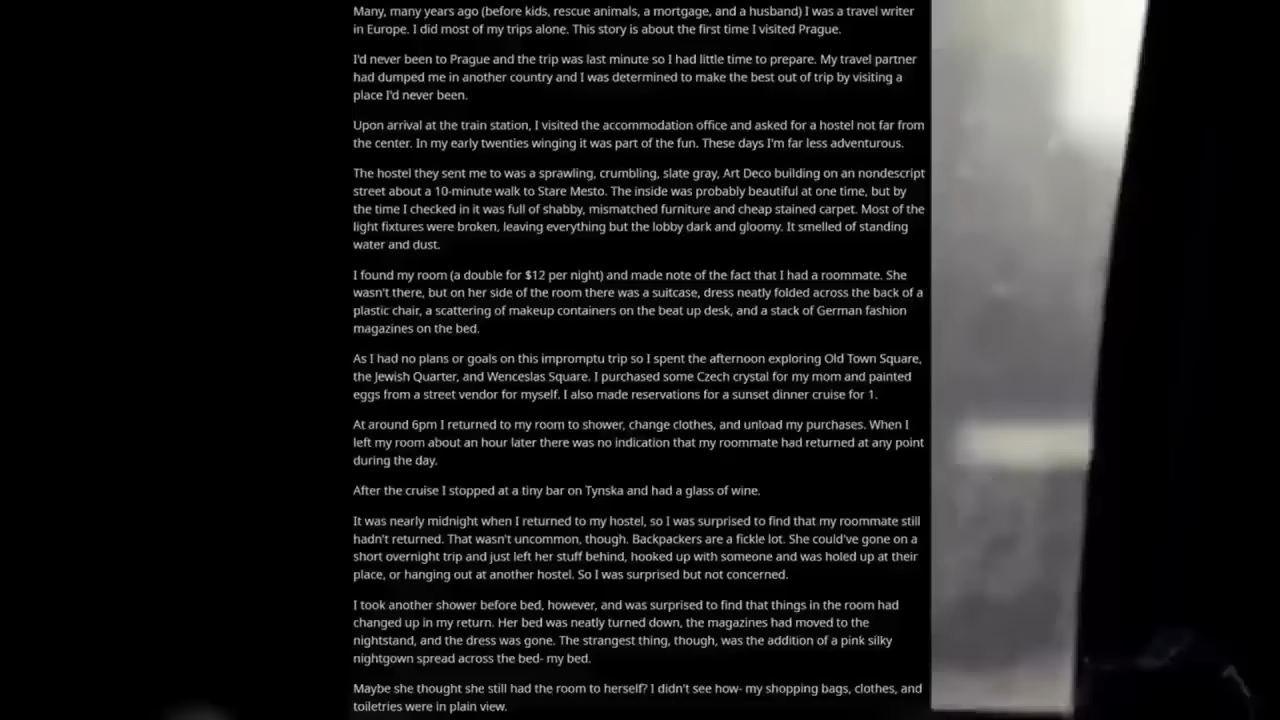 Many, many years ago (before kids, rescue animals, a mortgage, and a husband) I was a travel writer
in Europe. I did most of my trips alone. This story is about the first time I visited Prague.
I'd never been to Prague and the trip was last minute so I had little time to prepare. My travel partner
had dumped me in another country and I was determined to make the best out of trip by visiting a
place I'd never been.
Upon arrival at the train station, I visited the accommodation office and asked for a hostel not far from
the center. In my early twenties winging it was part of the fun. These days I'm far less adventurous.
The hostel they sent me to was a sprawling, crumbling, slate gray, Art Deco building on an nondescript
street about a 10-minute walk to Stare Mesto. The inside was probably beautiful at one time, but by
the time I checked in it was full of shabby, mismatched furniture and cheap stained carpet. Most of the
light fixtures were broken, leaving everything but the lobby dark and gloomy. It smelled of standing
water and dust.
I found my room (a double for $12 per night) and made note of the fact that I had a roommate. She
wasn't there, but on her side of the room there was a suitcase, dress neatly folded across the back of a
plastic chair, a scattering of makeup containers on the beat up desk, and a stack of German fashion
magazines on the bed.
As I had no plans or goals on this impromptu trip so I spent the afternoon exploring Old Town Square,
the Jewish Quarter, and Wenceslas Square. I purchased some Czech crystal for my mom and painted
eggs from a street vendor for myself. I also made reservations for a sunset dinner cruise for 1.
At around 6pm I returned to my room to shower, change clothes, and unload my purchases. When I
left my room about an hour later there was no indication that my roommate had returned at any point
during the day.
After the cruise I stopped at a tiny bar on Tynska and had a glass of wine.
It was nearly midnight when I returned to my hostel, so I was surprised to find that my roommate still
hadn't returned. That wasn't uncommon, though. Backpackers are a fickle lot. She could've gone on a
short overnight trip and just left her stuff behind, hooked up with someone and was holed up at their
place, or hanging out at another hostel. So I was surprised but not concerned.
I took another shower before bed, however, and was surprised to find that things in the room had
changed up in my return. Her bed was neatly turned down, the magazines had moved to the
nightstand, and the dress was gone. The strangest thing, though, was the addition of a pink silky
nightgown spread across the bed- my bed.
Maybe she thought she still had the room to herself? I didn't see how- my shopping bags, clothes, and
toiletries were in plain view.